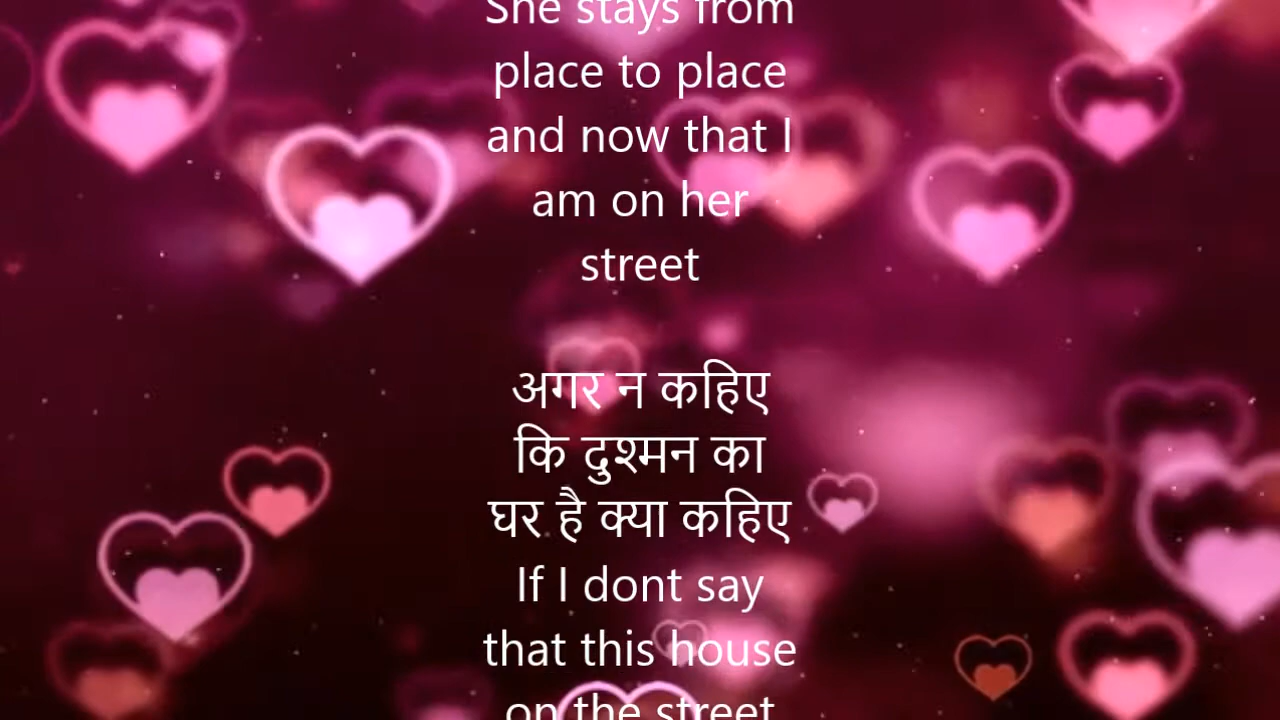 She stays from
place to place
and now that I
am on her
street
अगर न कहिए
कि दुश्मन का
घर है क्या कहिए
If I dont say
that this house
on the street